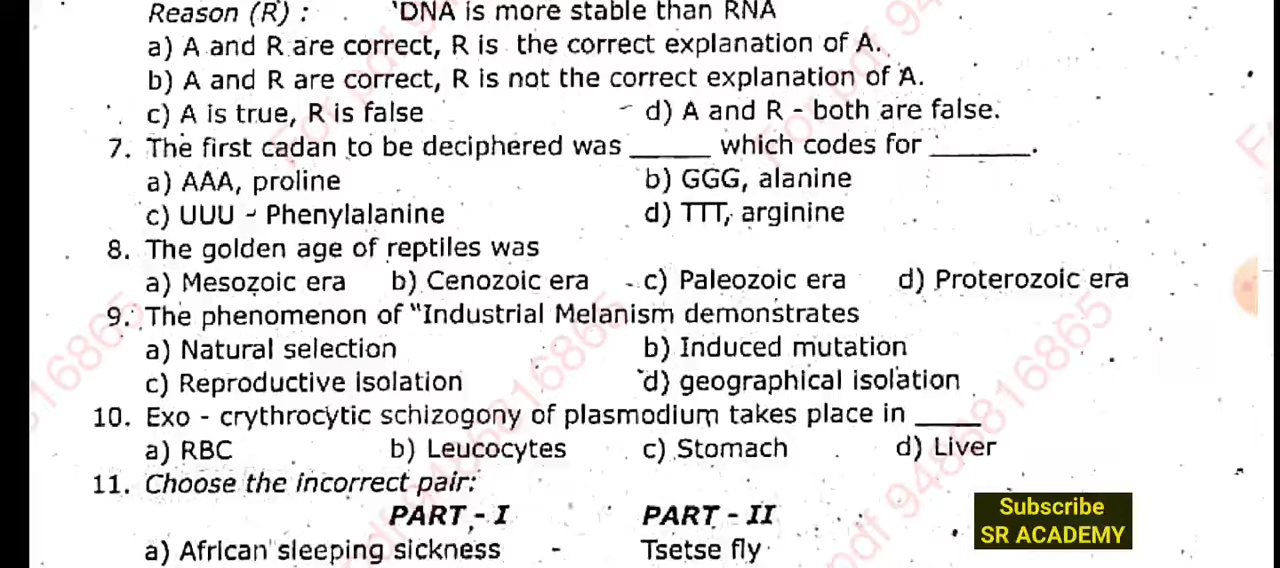 Reason (R) : 'DNA is more stable than RNA
a) A and R are correct, R is the correct explanation of A.
b) A and R are correct, R is not the correct explanation of A.
c) A is true, R is false d) A and R - both are false.
7. The first cadan to be deciphered was _____ which codes for ______.
a) AAA, proline b) GGG, alanine
c) UUU - Phenylalanine d) TTT, arginine
8. The golden age of reptiles was
a) Mesozoic era b) Cenozoic era c) Paleozoic era d) Proterozoic era
9. The phenomenon of "Industrial Melanism demonstrates
a) Natural selection b) Induced mutation
c) Reproductive isolation d) geographical isolation
10. Exo - crythrocytic schizogony of plasmodium takes place in ____
a) RBC b) Leucocytes c) Stomach d) Liver
11. Choose the incorrect pair:
PART - I PART - II
a) African sleeping sickness - Tsetse fly
Subscribe
SR ACADEMY